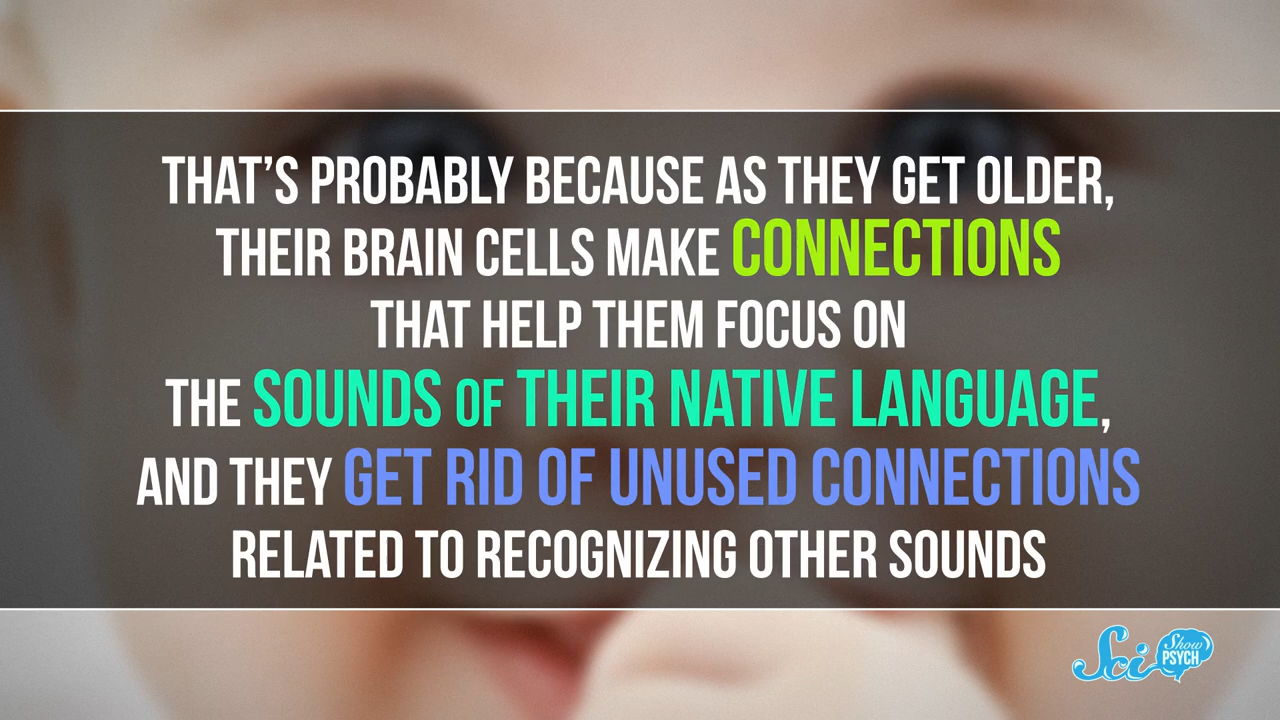 THAT'S PROBABLY BECAUSE AS THEY GET OLDER,
THEIR BRAIN CELLS MAKE CONNECTIONS
THAT HELP THEM FOCUS ON
THE SOUNDS OF THEIR NATIVE LANGUAGE,
AND THEY GET RID OF UNUSED CONNECTIONS
RELATED TO RECOGNIZING OTHER SOUNDS
Sci Show
PSYCH